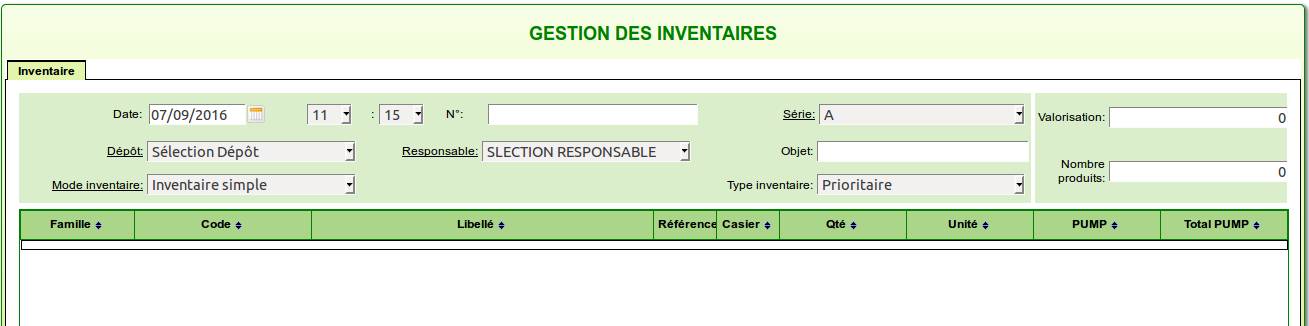 GESTION DES INVENTAIRES
Inventaire
Date: 07/09/2016 11 : 15 N°: Série: A Valorisation: 0
Dépôt: Sélection Dépôt Responsable: SLECTION RESPONSABLE Objet:
Nombre produits: 0
Mode inventaire: Inventaire simple Type inventaire: Prioritaire
Famille Code Libellé Référence Casier Qté Unité PUMP Total PUMP